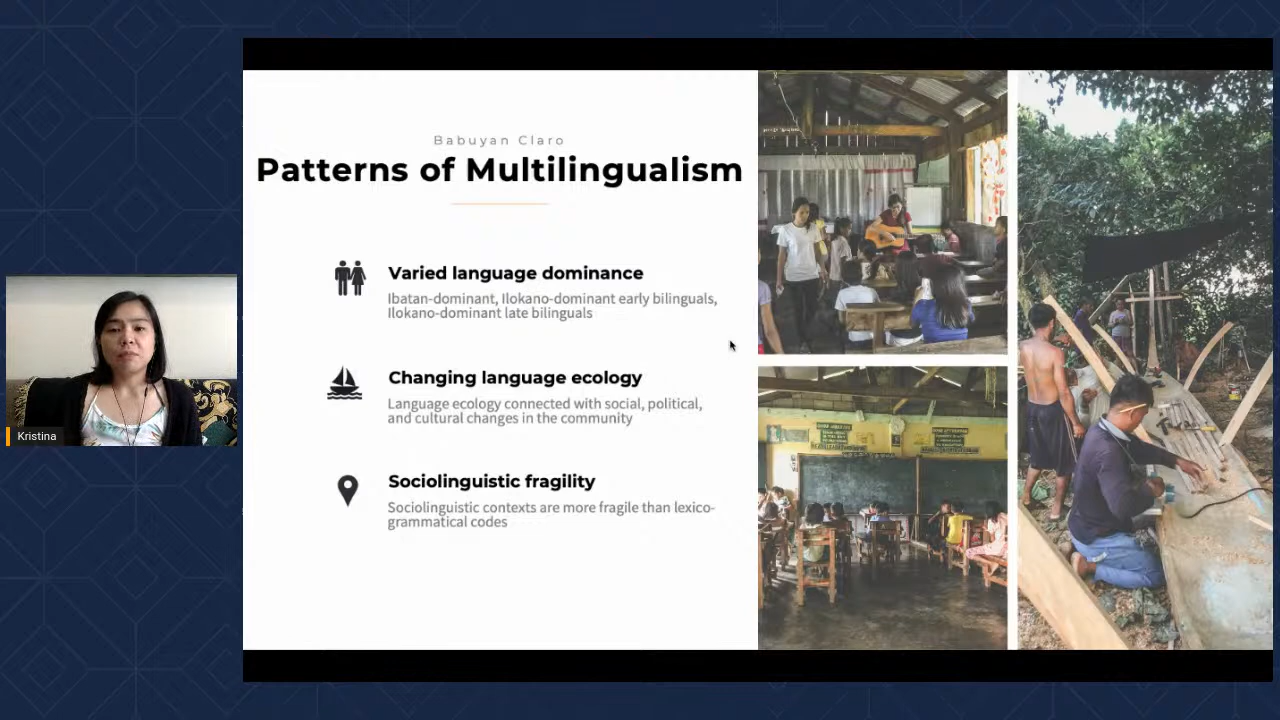 Babuyan Claro
Patterns of Multilingualism
Varied language dominance
Ibatan-dominant, Ilokano-dominant early bilinguals,
Ilokano-dominant late bilinguals
Changing language ecology
Language ecology connected with social, political,
and cultural changes in the community
Sociolinguistic fragility
Sociolinguistic contexts are more fragile than lexico-
grammatical codes
Kristina